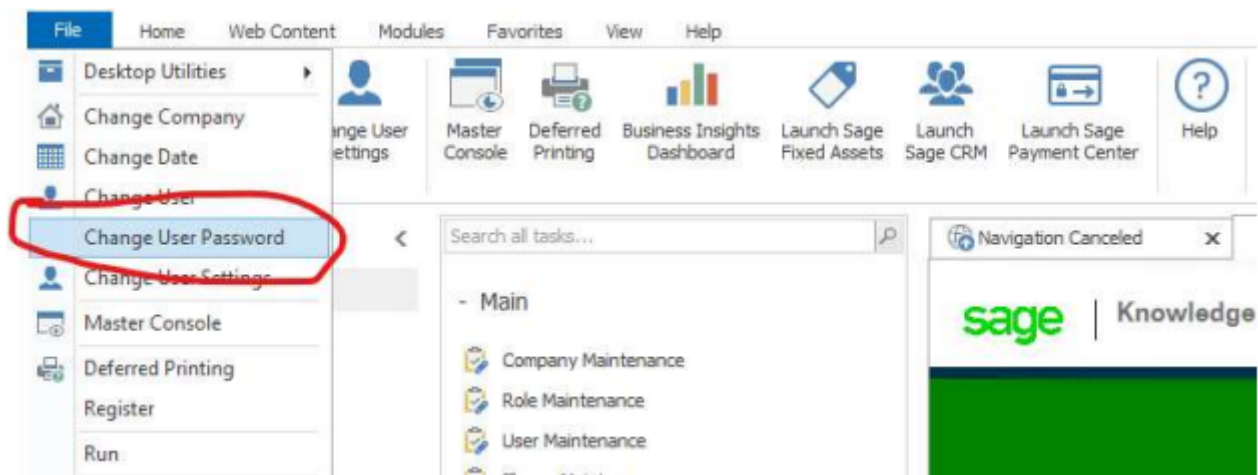 File Home Web Content Modules Favorites View Help
Desktop Utilities
Change Company
Change Date
Change User
Change User Password
Change User Settings
Master Console
Deferred Printing
Register
Run
ange User
ettings
Master
Console
Deferred
Printing
Business Insights
Dashboard
Launch Sage
Fixed Assets
Launch
Sage CRM
Launch Sage
Payment Center
?
Help
Search all tasks...
- Main
Company Maintenance
Role Maintenance
User Maintenance
Navigation Canceled
sage | Knowledge